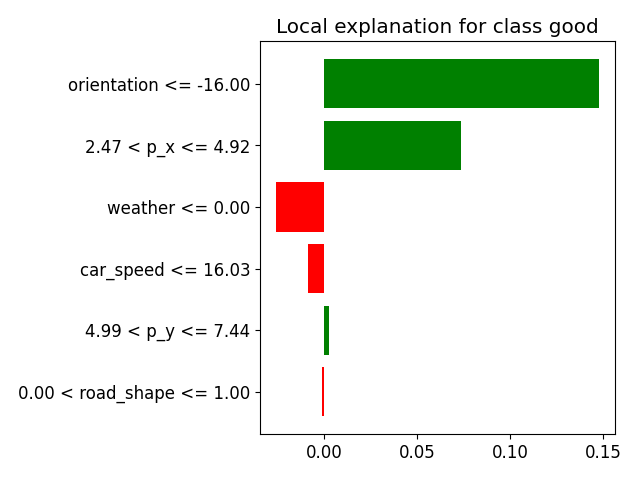 Local explanation for class good
orientation <= -16.00
2.47 < p_x <= 4.92
weather <= 0.00
car_speed <= 16.03
4.99 < p_y <= 7.44
0.00 < road_shape <= 1.00
0.00 0.05 0.10 0.15